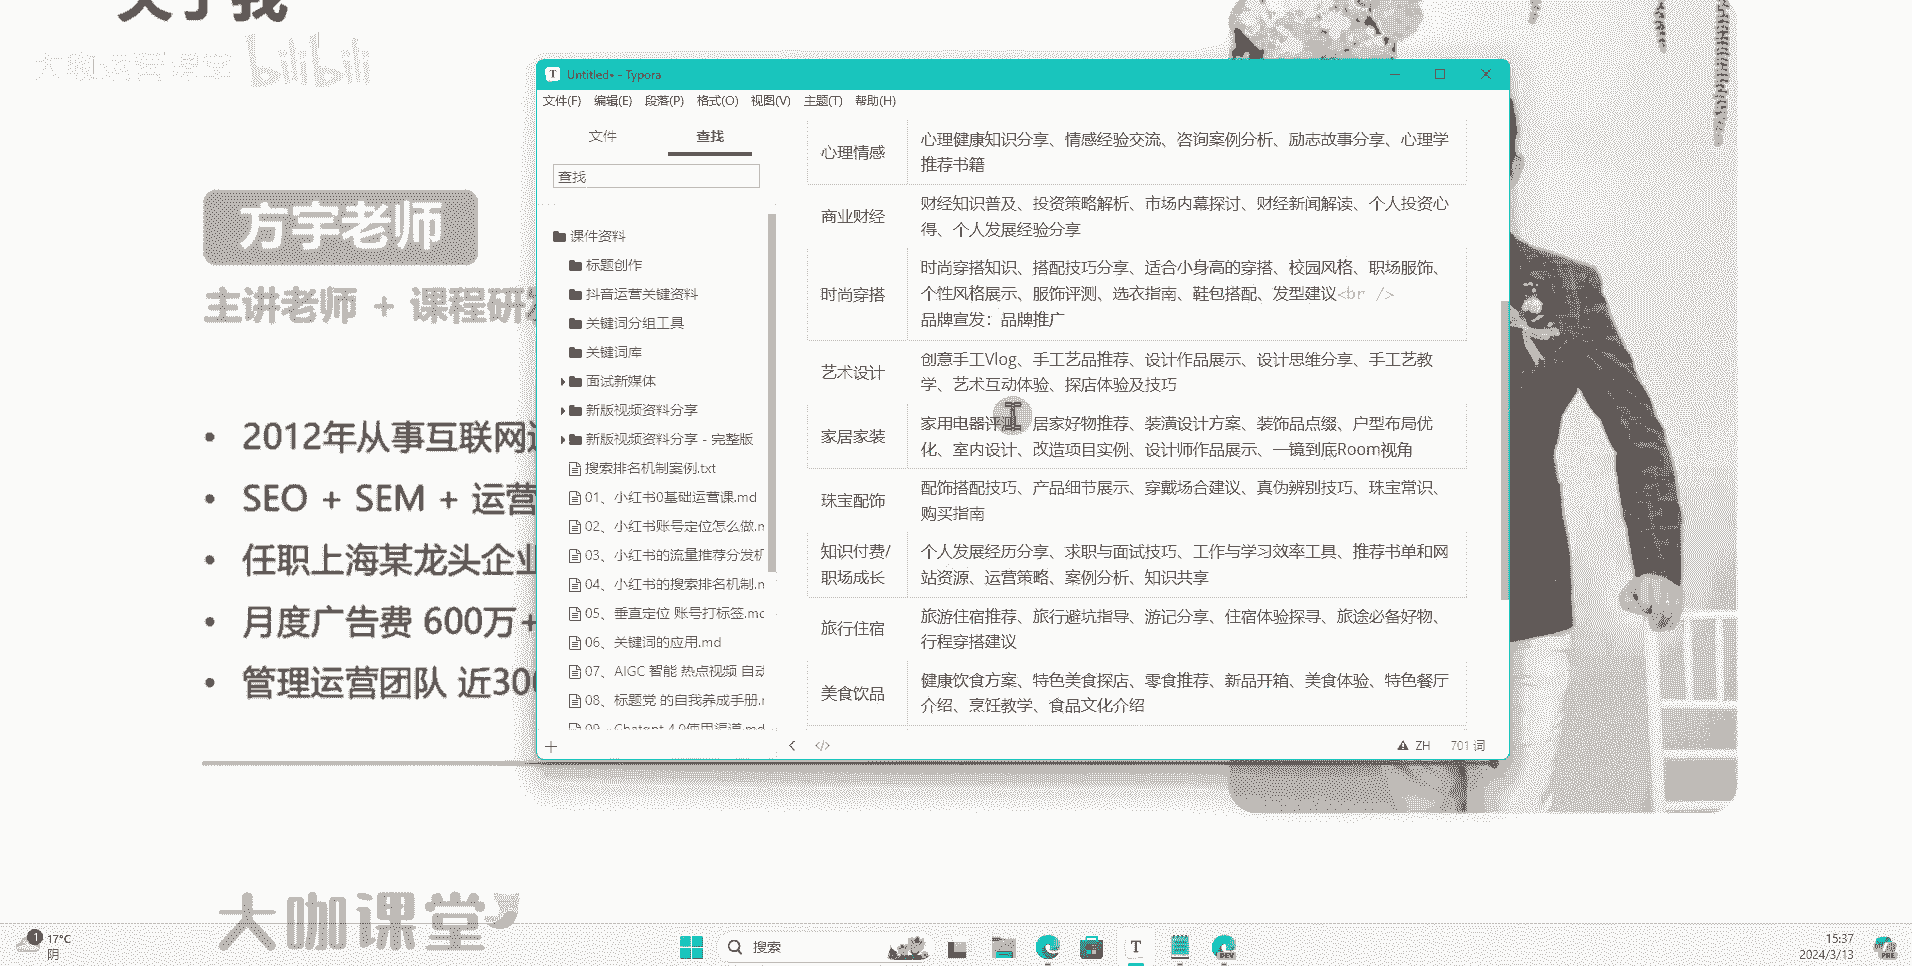 关于我
大咖运营课堂 bilibili
方宇老师
主讲老师 + 课程研发
2012年从事互联网
SEO + SEM + 运营
任职上海某龙头企业
月度广告费 600万+
管理运营团队 近30
大咖课堂
Untitled• - Typora
文件(F) 编辑(E) 段落(P) 格式(O) 视图(V) 主题(T) 帮助(H)
文件 查找
查找
课件资料
标题创作
抖音运营关键资料
关键词分组工具
关键词库
面试新媒体
新版视频资料分享
新版视频资料分享 - 完整版
搜索排名机制案例.txt
01、小红书0基础运营课.md
02、小红书账号定位怎么做.m
03、小红书的流量推荐分发机
04、小红书的搜索排名机制.m
05、垂直定位 账号打标签.mc
06、关键词的应用.md
07、AIGC 智能 热点视频 自动
08、标题党 的自我养成手册.r
09、Chatgpt 4.0使用渠道.md
心理情感
心理健康知识分享、情感经验交流、咨询案例分析、励志故事分享、心理学
推荐书籍
商业财经
财经知识普及、投资策略解析、市场内幕探讨、财经新闻解读、个人投资心
得、个人发展经验分享
时尚穿搭
时尚穿搭知识、搭配技巧分享、适合小身高的穿搭、校园风格、职场服饰、
个性风格展示、服饰评测、选衣指南、鞋包搭配、发型建议<br />
品牌宣发：品牌推广
艺术设计
创意手工Vlog、手工艺品推荐、设计作品展示、设计思维分享、手工艺教
学、艺术互动体验、探店体验及技巧
家居家装
家用电器评测、居家好物推荐、装潢设计方案、装饰品点缀、户型布局优
化、室内设计、改造项目实例、设计师作品展示、一镜到底Room视角
珠宝配饰
配饰搭配技巧、产品细节展示、穿戴场合建议、真伪辨别技巧、珠宝常识、
购买指南
知识付费/
职场成长
个人发展经历分享、求职与面试技巧、工作与学习效率工具、推荐书单和网
站资源、运营策略、案例分析、知识共享
旅行住宿
旅游住宿推荐、旅行避坑指导、游记分享、住宿体验探寻、旅途必备好物、
行程穿搭建议
美食饮品
健康饮食方案、特色美食探店、零食推荐、新品开箱、美食体验、特色餐厅
介绍、烹饪教学、食品文化介绍
ZH 701 词
1 17°C
阴
搜索
DEV
15:37
2024/3/13
PRE